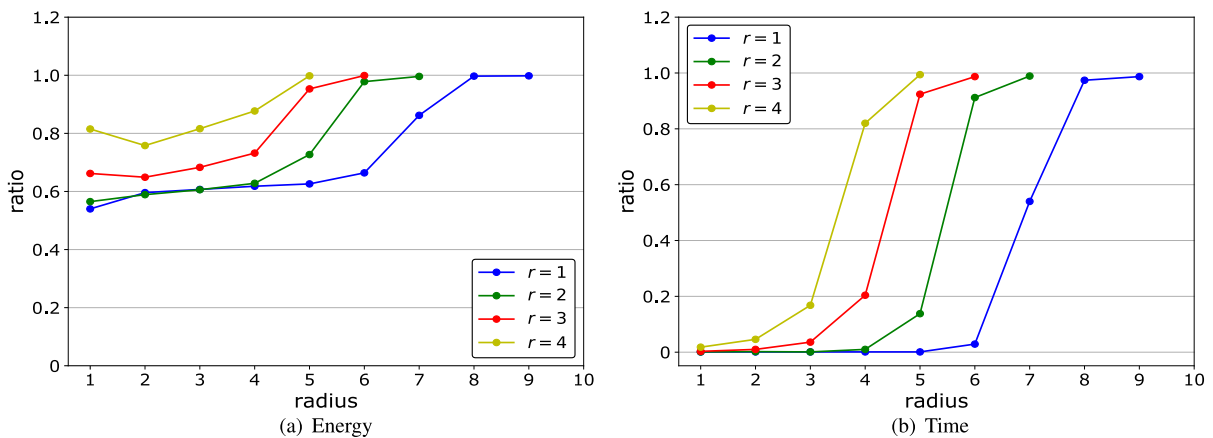 1.2
1.0
0.8
0.6
0.4
0.2
0
ratio
r = 1
r = 2
r = 3
r = 4
1 2 3 4 5 6 7 8 9 10
radius
(a) Energy
1.2
1.0
0.8
0.6
0.4
0.2
0
ratio
r = 1
r = 2
r = 3
r = 4
1 2 3 4 5 6 7 8 9 10
radius
(b) Time